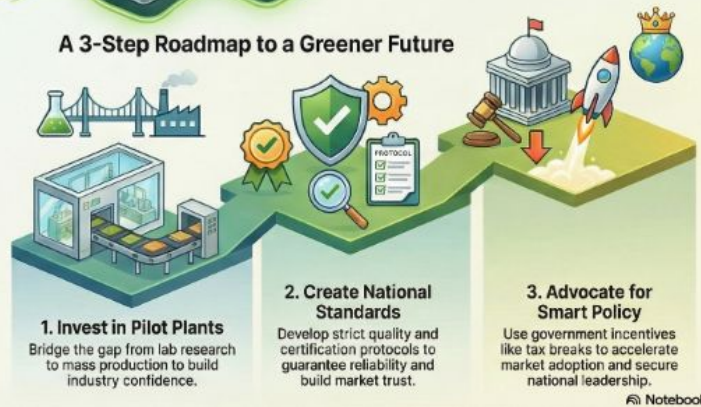 A 3-Step Roadmap to a Greener Future
PROTOCOL
1. Invest in Pilot Plants
Bridge the gap from lab research
to mass production to build
industry confidence.
2. Create National
Standards
Develop strict quality and
certification protocols to
guarantee reliability and
build market trust.
3. Advocate for
Smart Policy
Use government incentives
like tax breaks to accelerate
market adoption and secure
national leadership.
Notebook